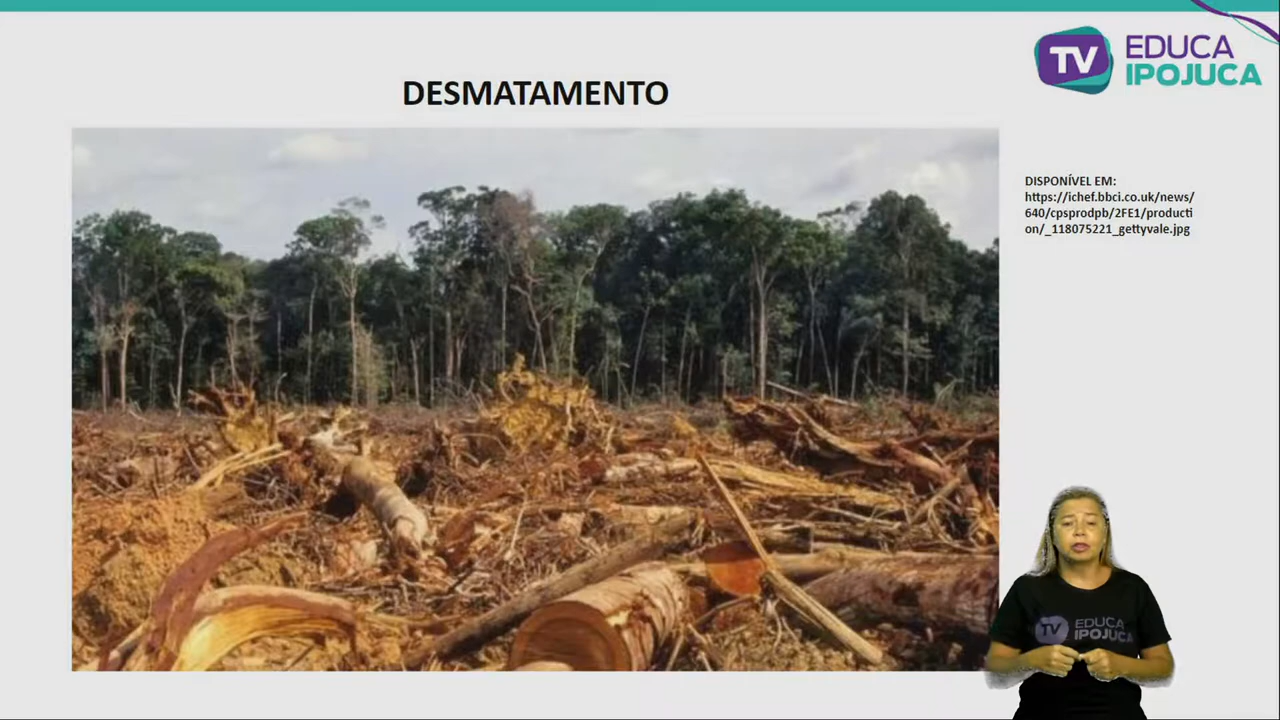 TV EDUCA
IPOJUCA
DESMATAMENTO
DISPONÍVEL EM:
https://ichef.bbci.co.uk/news/
640/cpsprodpb/2FE1/producti
on/_118075221_gettyvale.jpg
TV EDUCA
IPOJUCA